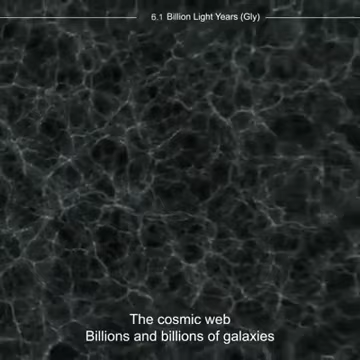 6.1 Billion Light Years (Gly)
The cosmic web
Billions and billions of galaxies